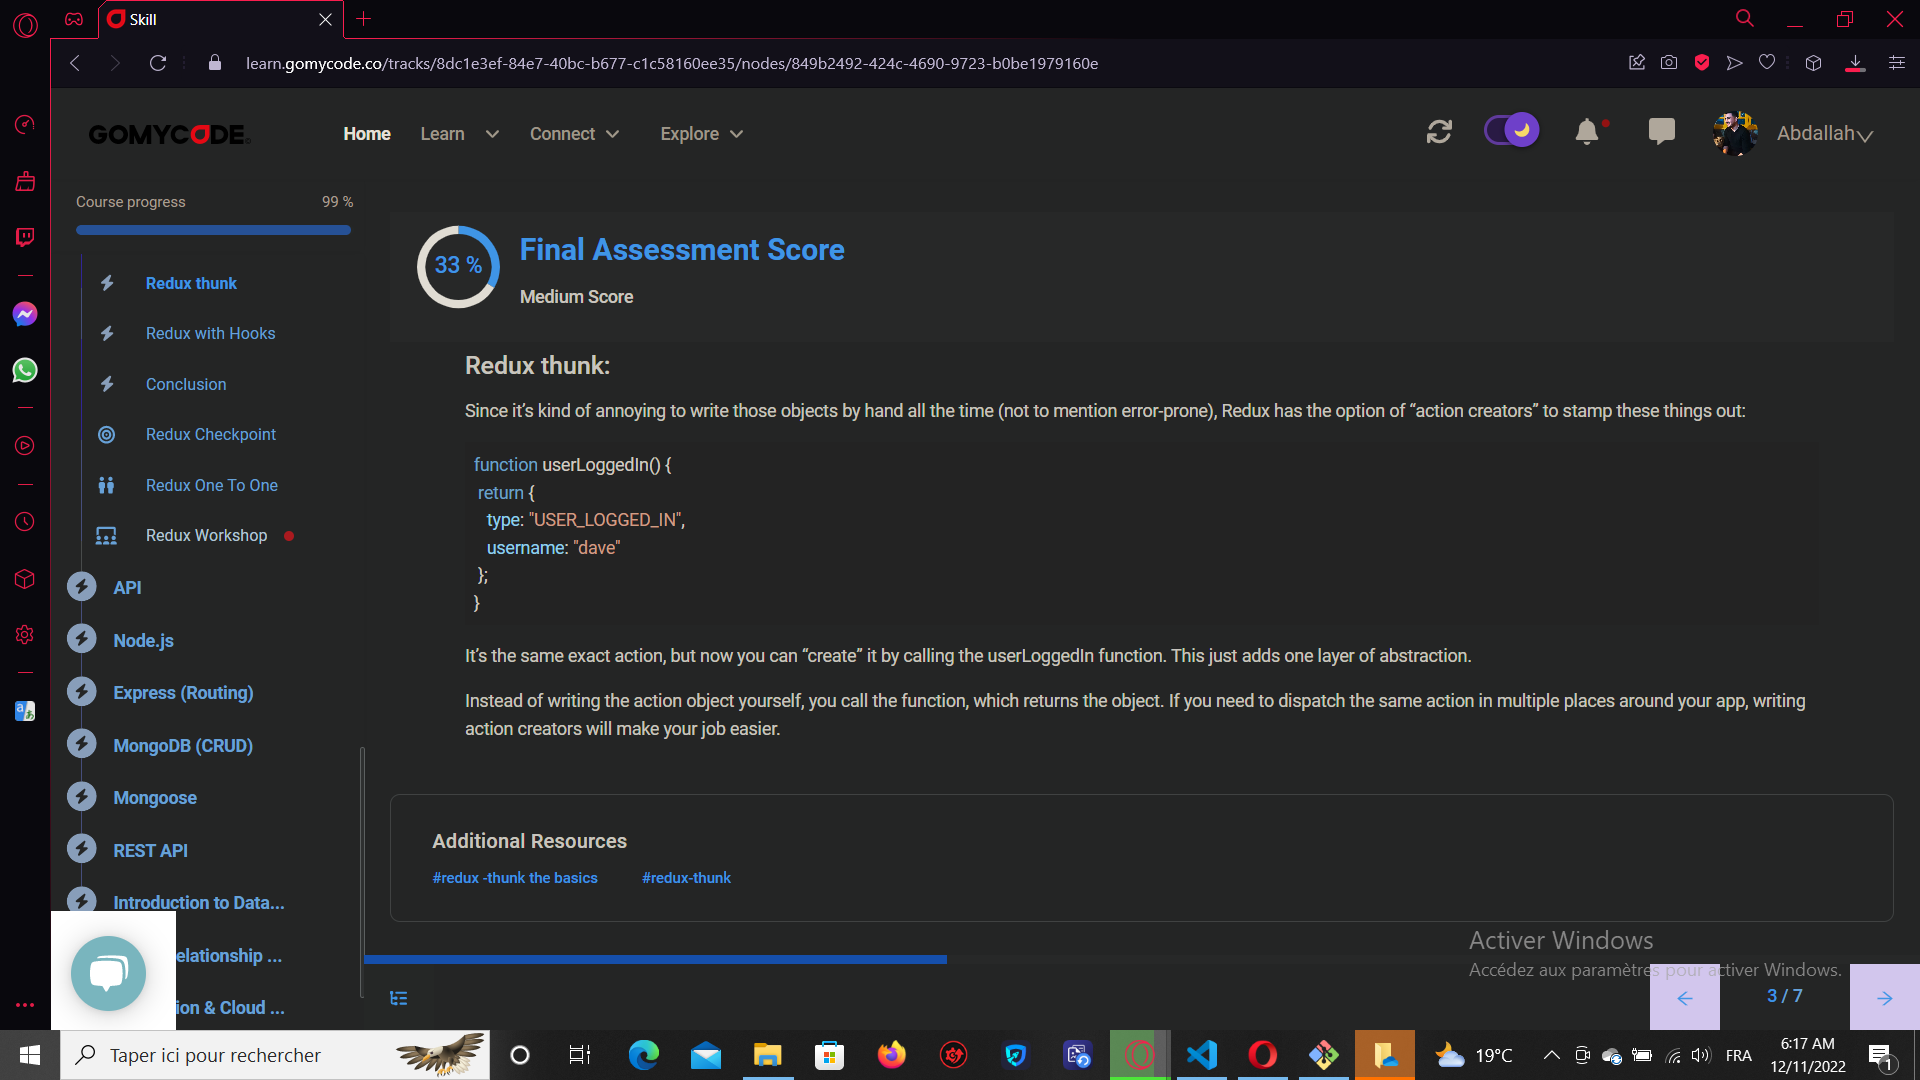 Skill
learn.gomycode.co/tracks/8dc1e3ef-84e7-40bc-b677-c1c58160ee35/nodes/849b2492-424c-4690-9723-b0be1979160e
GOMYCODE
Home
Learn
Connect
Explore
Abdallah
Course progress
99 %
Redux thunk
Redux with Hooks
Conclusion
Redux Checkpoint
Redux One To One
Redux Workshop
API
Node.js
Express (Routing)
MongoDB (CRUD)
Mongoose
REST API
Introduction to Data...
elationship ...
ion & Cloud ...
33 %
Final Assessment Score
Medium Score
Redux thunk:
Since it’s kind of annoying to write those objects by hand all the time (not to mention error-prone), Redux has the option of “action creators” to stamp these things out:
function userLoggedIn() {
return {
type: "USER_LOGGED_IN",
username: "dave"
};
}
It’s the same exact action, but now you can “create” it by calling the userLoggedIn function. This just adds one layer of abstraction.
Instead of writing the action object yourself, you call the function, which returns the object. If you need to dispatch the same action in multiple places around your app, writing
action creators will make your job easier.
Additional Resources
#redux -thunk the basics
#redux-thunk
Activer Windows
Accédez aux paramètres pour activer Windows.
3 / 7
Taper ici pour rechercher
19°C
FRA
6:17 AM
12/11/2022
1